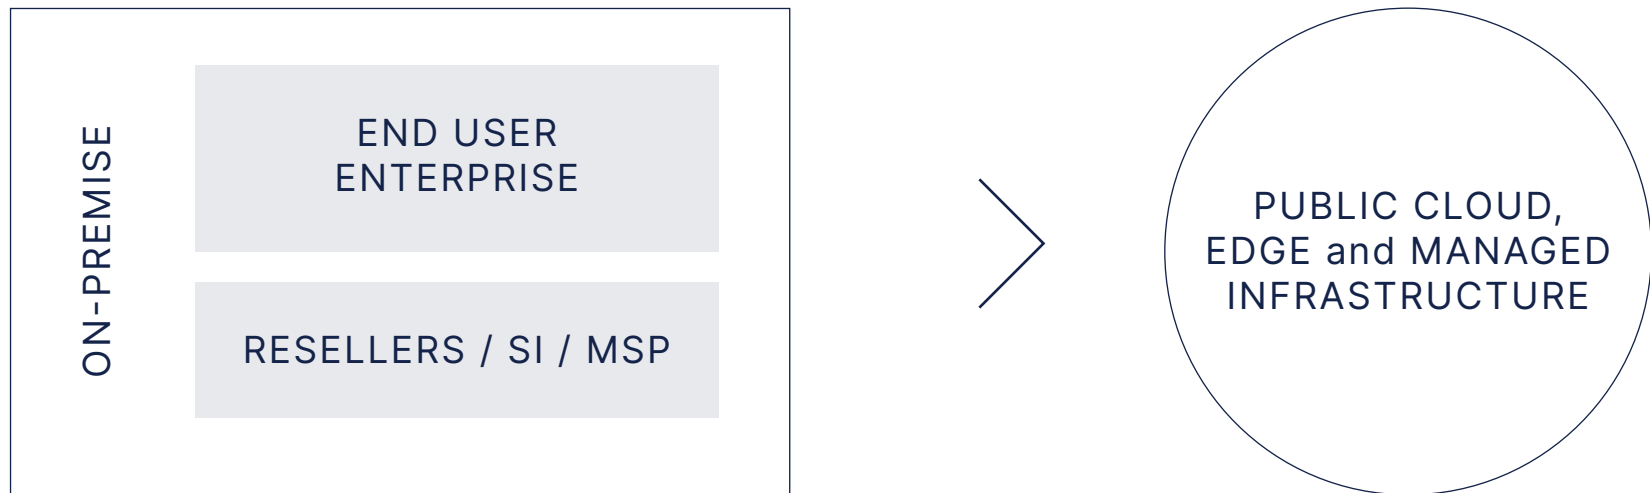 ON-PREMISE
END USER
ENTERPRISE
RESELLERS / SI / MSP
PUBLIC CLOUD,
EDGE and MANAGED
INFRASTRUCTURE